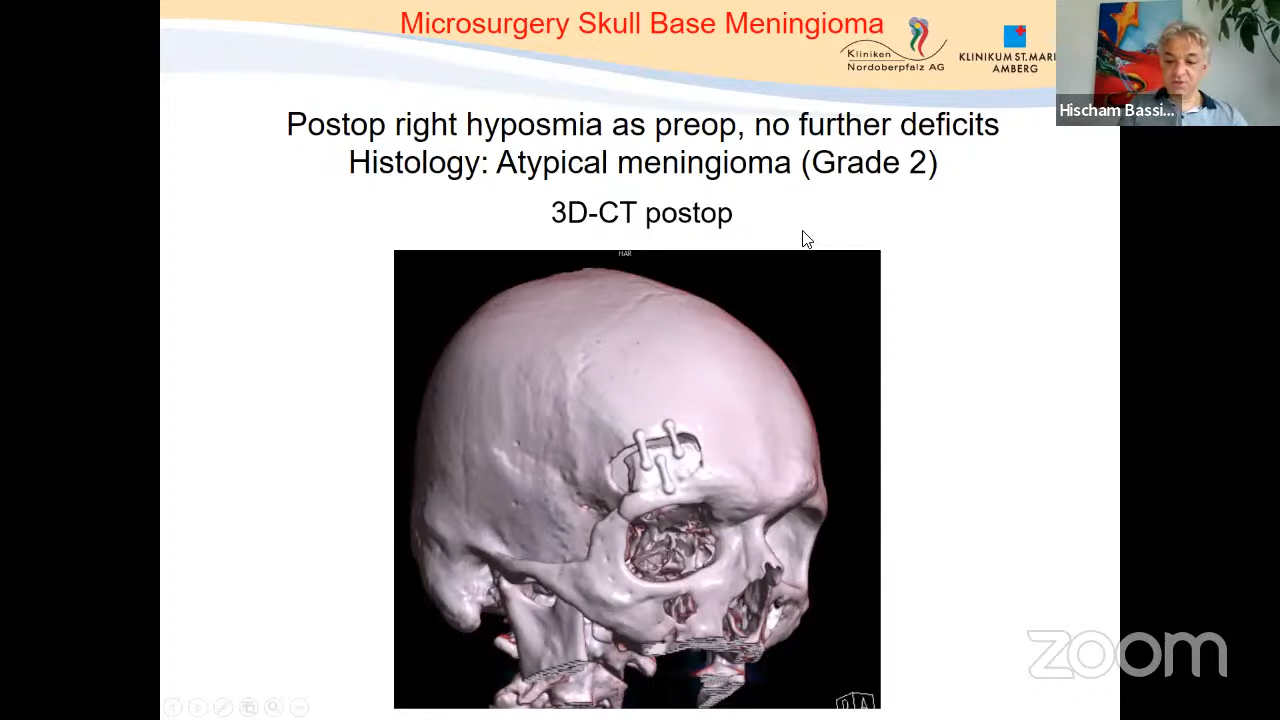 Microsurgery Skull Base Meningioma
Kliniken
Nordoberpfalz AG
KLINIKUM ST. MARI
AMBERG
Hischam Bassi...
Postop right hyposmia as preop, no further deficits
Histology: Atypical meningioma (Grade 2)
3D-CT postop
HAR
zoom